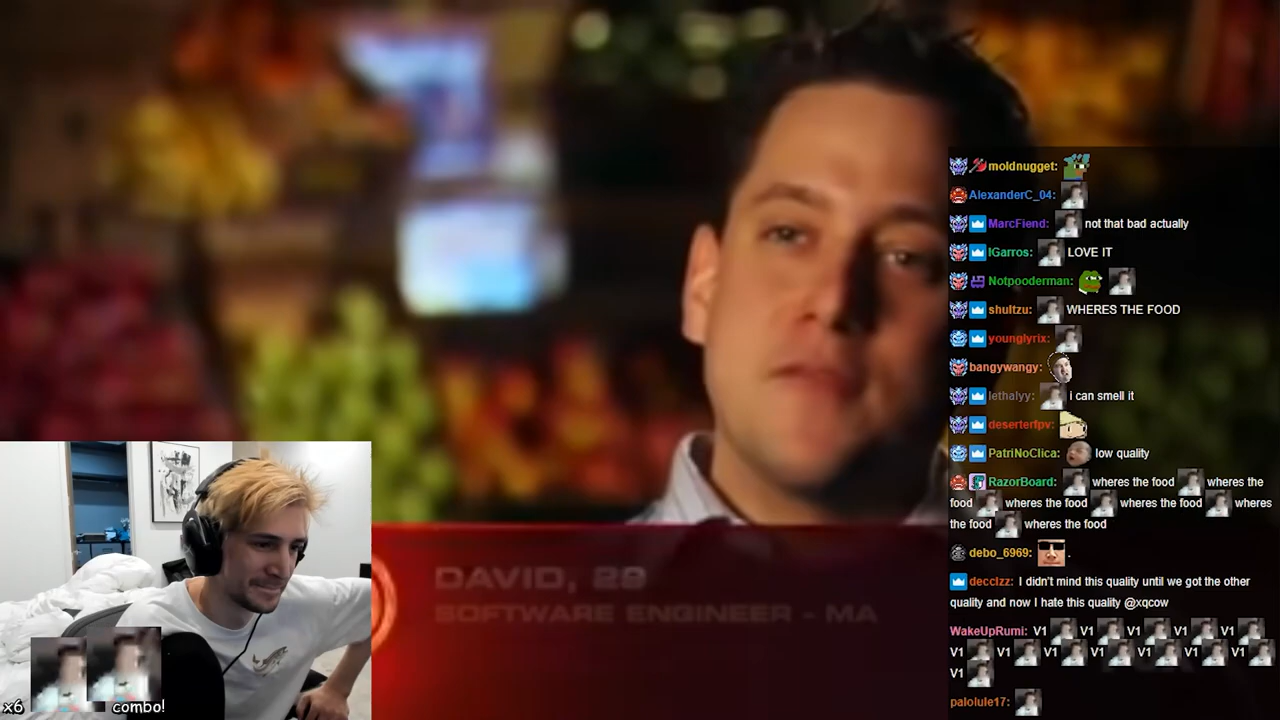 moldnugget:
AlexanderC_04:
MarcFiend: not that bad actually
IGarros: LOVE IT
Notpooderman:
shultzu: WHERES THE FOOD
younglyrix:
bangywangy:
lethalyy: i can smell it
deserterfpv:
PatriNoClica: low quality
RazorBoard: wheres the food wheres the
food wheres the food wheres the food wheres
the food wheres the food
debo_6969: .
decclzz: I didn't mind this quality until we got the other
quality and now I hate this quality @xqcow
WakeUpRumi: V1 V1 V1 V1 V1
V1 V1 V1 V1 V1 V1 V1
V1
palolule17:
DAVID, 29
SOFTWARE ENGINEER - MA
x6 combo!